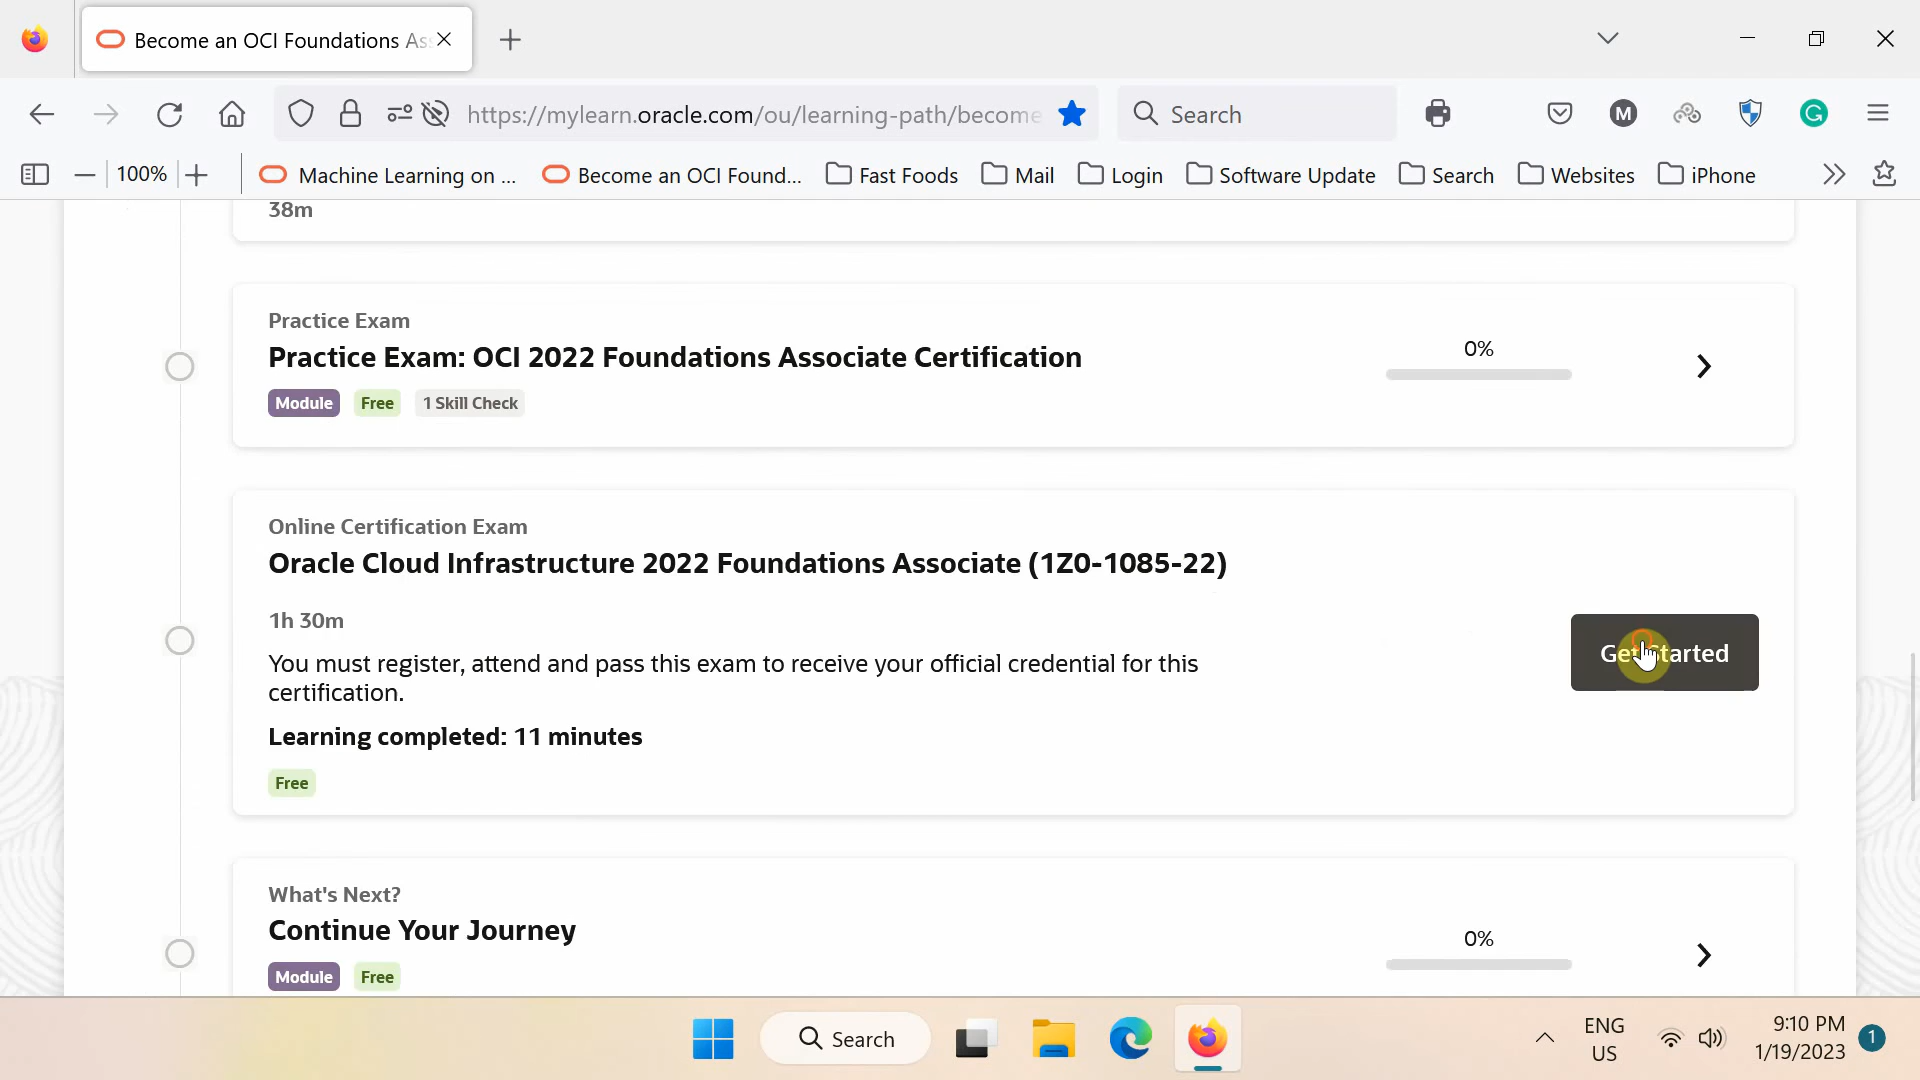 Become an OCI Foundations As
https://mylearn.oracle.com/ou/learning-path/become
Search
M
G
100%
Machine Learning on ...
Become an OCI Found...
Fast Foods
Mail
Login
Software Update
Search
Websites
iPhone
38m
Practice Exam
Practice Exam: OCI 2022 Foundations Associate Certification
0%
Module Free 1 Skill Check
Online Certification Exam
Oracle Cloud Infrastructure 2022 Foundations Associate (1Z0-1085-22)
1h 30m
You must register, attend and pass this exam to receive your official credential for this
certification.
Get Started
Learning completed: 11 minutes
Free
What's Next?
Continue Your Journey
0%
Module Free
Search
ENG
US
9:10 PM
1/19/2023
1